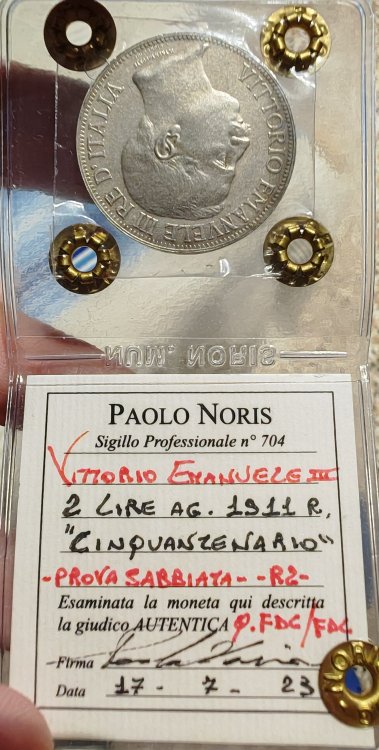 VITTORIO EMANUELE III RE D'ITALIA
NUM. NORIS
PAOLO NORIS
Sigillo Professionale n° 704
VITTORIO EMANUELE III
2 LIRE AG. 1911 R.
"CINQUANTENARIO"
- PROVA SABBIATA - - R2 -
Esaminata la moneta qui descritta
la giudico AUTENTICA Q.FDC/FDC
Firma
Data 17 - 7 - 23